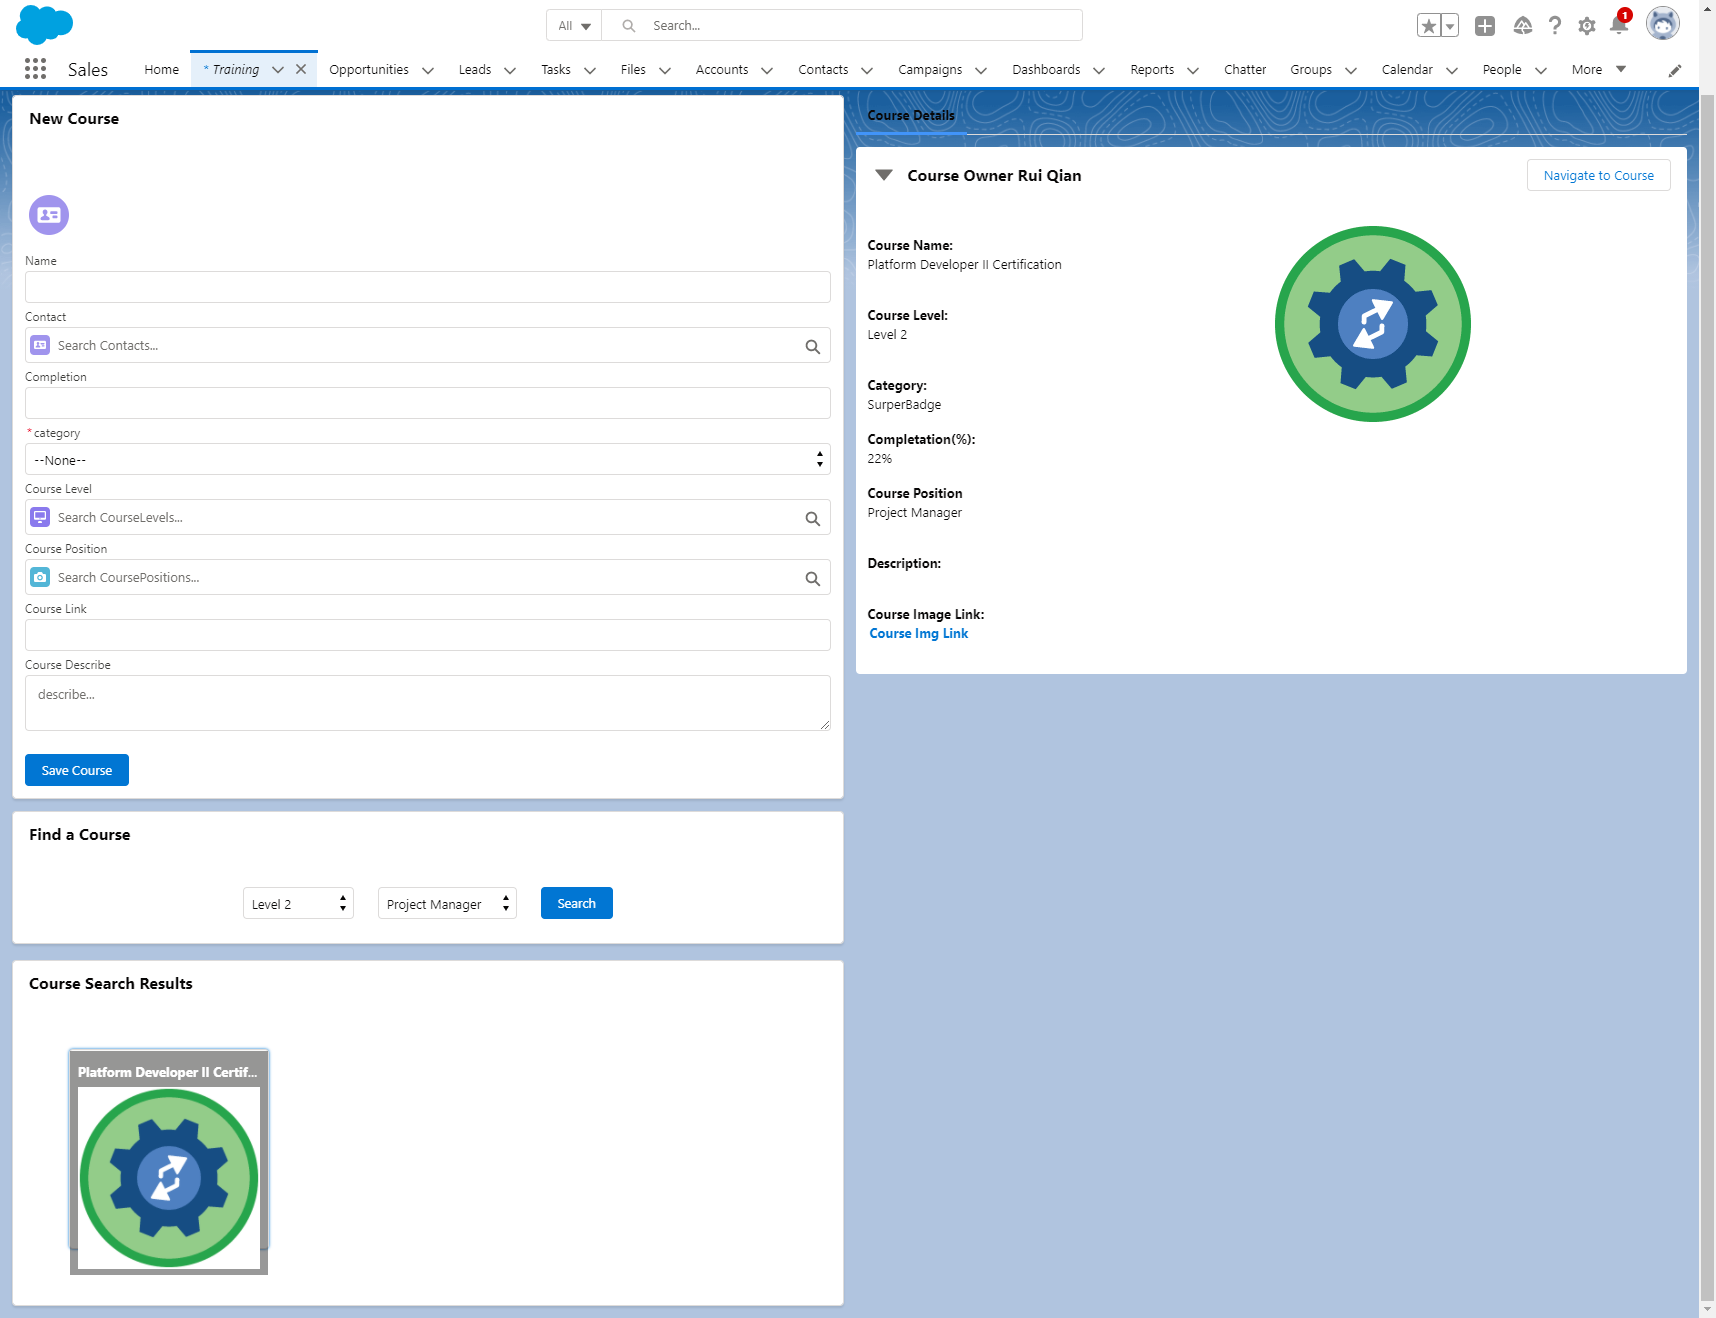 All
Search...
1
Sales
Home
* Training
Opportunities
Leads
Tasks
Files
Accounts
Contacts
Campaigns
Dashboards
Reports
Chatter
Groups
Calendar
People
More
New Course
Name
Contact
Search Contacts...
Completion
*category
--None--
Course Level
Search CourseLevels...
Course Position
Search CoursePositions...
Course Link
Course Describe
describe...
Save Course
Find a Course
Level 2
Project Manager
Search
Course Search Results
Platform Developer II Certif...
Course Details
Course Owner Rui Qian
Navigate to Course
Course Name:
Platform Developer II Certification
Course Level:
Level 2
Category:
SurperBadge
Completation(%):
22%
Course Position
Project Manager
Description:
Course Image Link:
Course Img Link